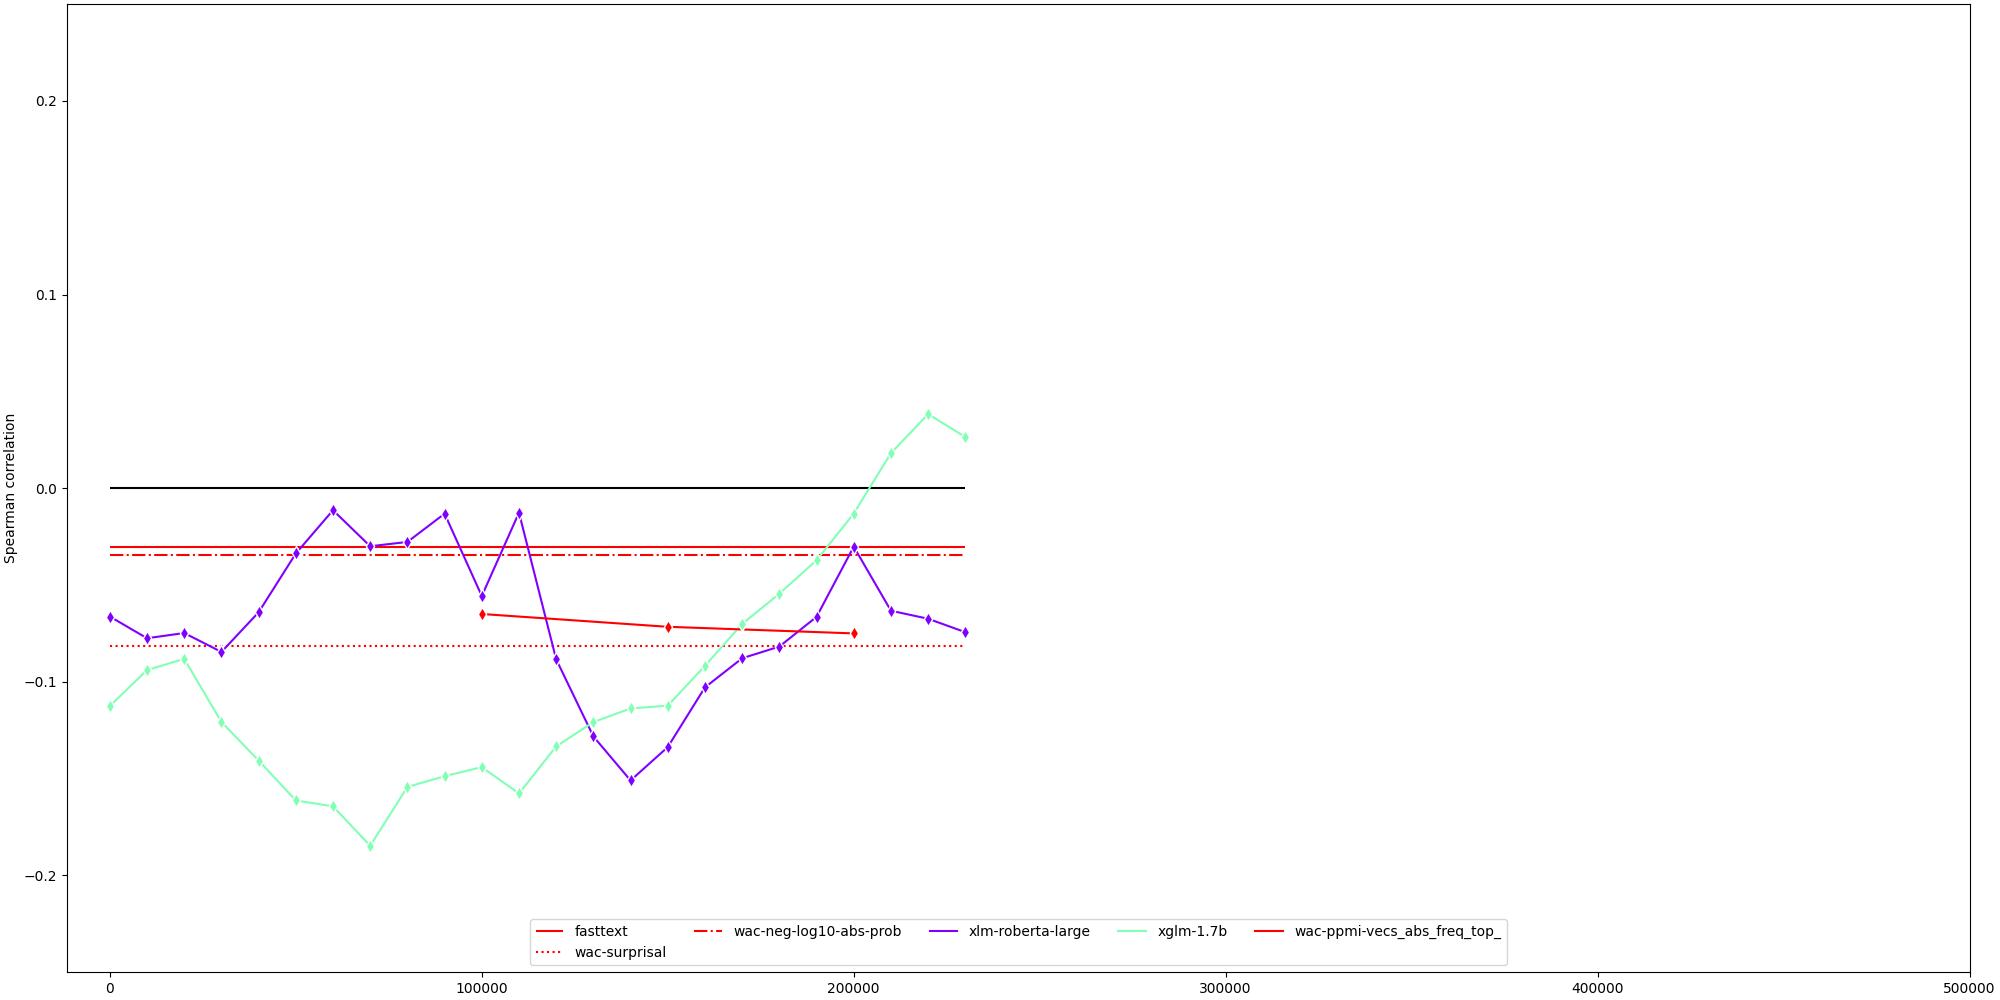 Spearman correlation
0.2
0.1
0.0
−0.1
−0.2
0 100000 200000 300000 400000 500000
fasttext wac-neg-log10-abs-prob xlm-roberta-large xglm-1.7b wac-ppmi-vecs_abs_freq_top_
wac-surprisal